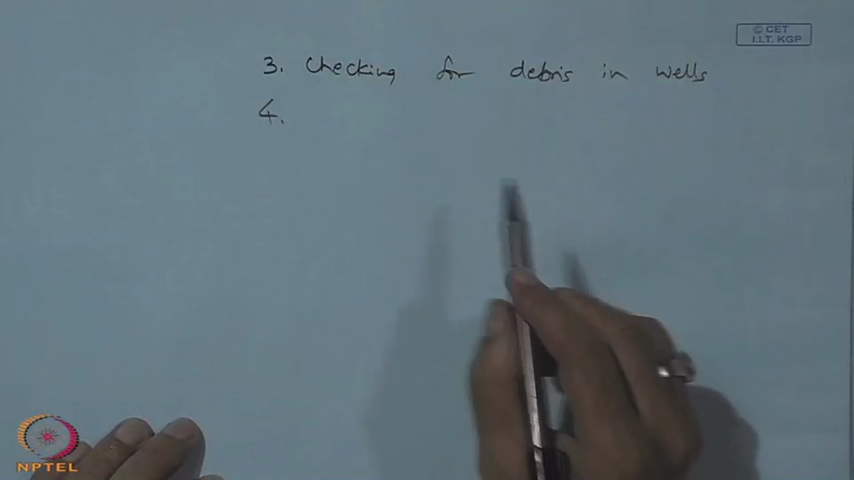 © CET
I.I.T. KGP
3. Checking for debris in wells
4.
NPTEL